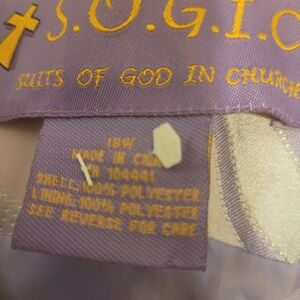 S.O.G.I.C
SUITS OF GOD IN CHURCH
18W
MADE IN CHINA
RN 104441
SHELL: 100% POLYESTER
LINING: 100% POLYESTER
SEE REVERSE FOR CARE